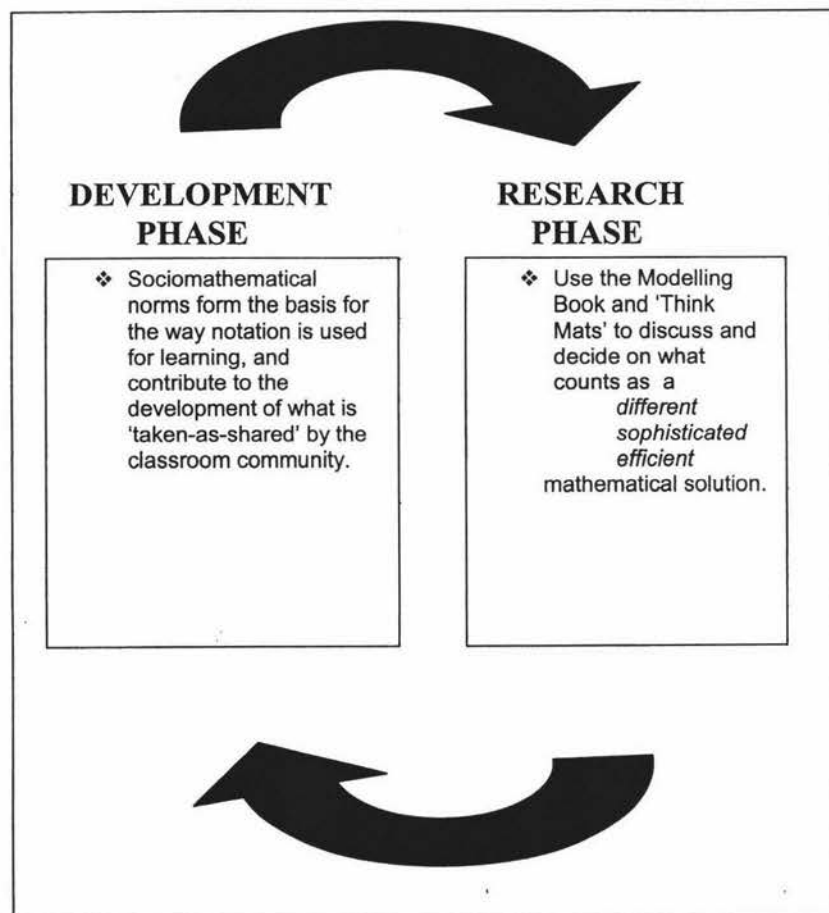 DEVELOPMENT
PHASE
❖ Sociomathematical
norms form the basis for
the way notation is used
for learning, and
contribute to the
development of what is
'taken-as-shared' by the
classroom community.
RESEARCH
PHASE
❖ Use the Modelling
Book and 'Think
Mats' to discuss and
decide on what
counts as a
different
sophisticated
efficient
mathematical solution.